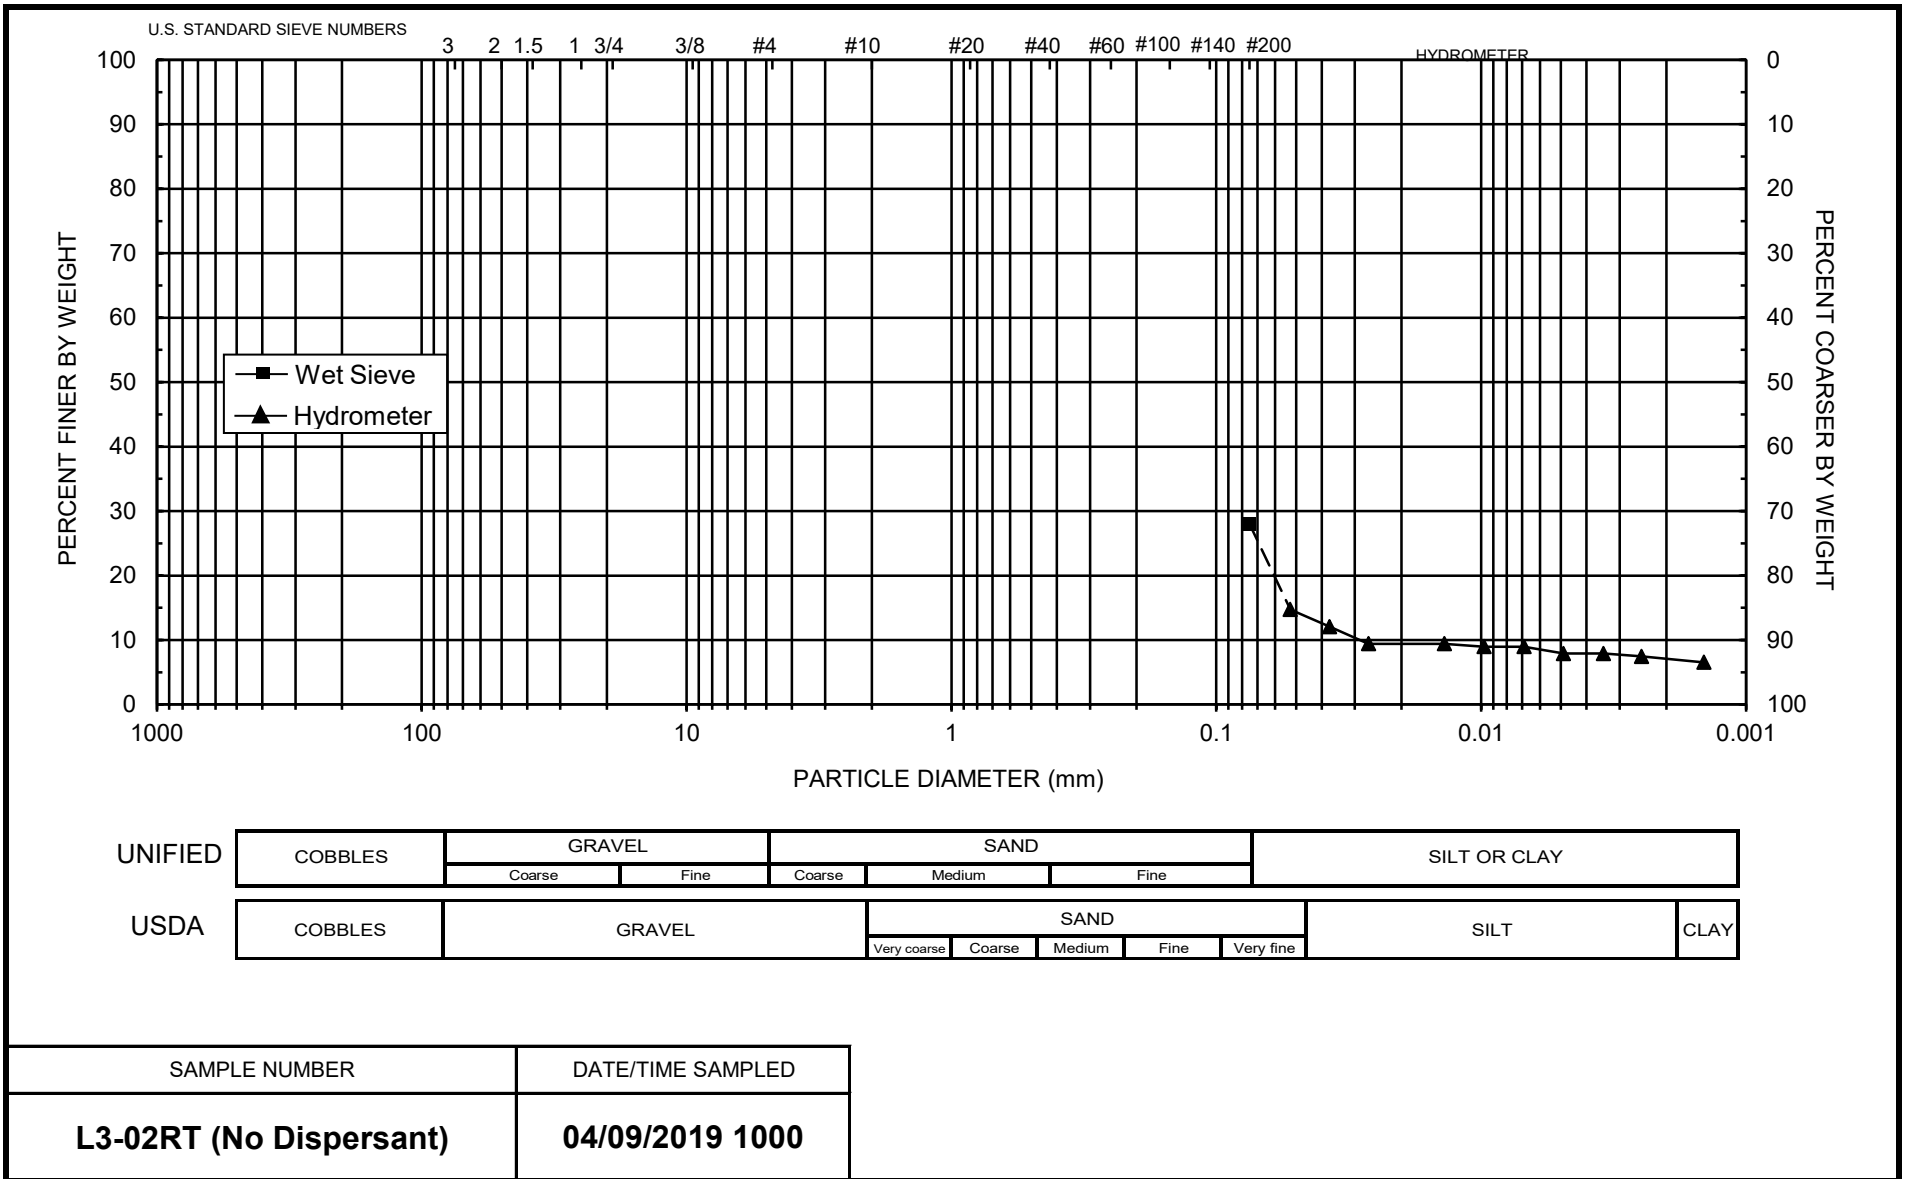 U.S. STANDARD SIEVE NUMBERS
3 2 1.5 1 3/4 3/8 #4 #10 #20 #40 #60 #100 #140 #200
HYDROMETER
100 0
90 10
80 20
70 30
60 40
50 50
40 60
30 70
20 80
10 90
0 100
PERCENT FINER BY WEIGHT
PERCENT COARSER BY WEIGHT
Wet Sieve
Hydrometer
1000 100 10 1 0.1 0.01 0.001
PARTICLE DIAMETER (mm)
UNIFIED
COBBLES GRAVEL SAND SILT OR CLAY
Coarse Fine Coarse Medium Fine
USDA
COBBLES GRAVEL SAND SILT CLAY
Very coarse Coarse Medium Fine Very fine
SAMPLE NUMBER DATE/TIME SAMPLED
L3-02RT (No Dispersant) 04/09/2019 1000